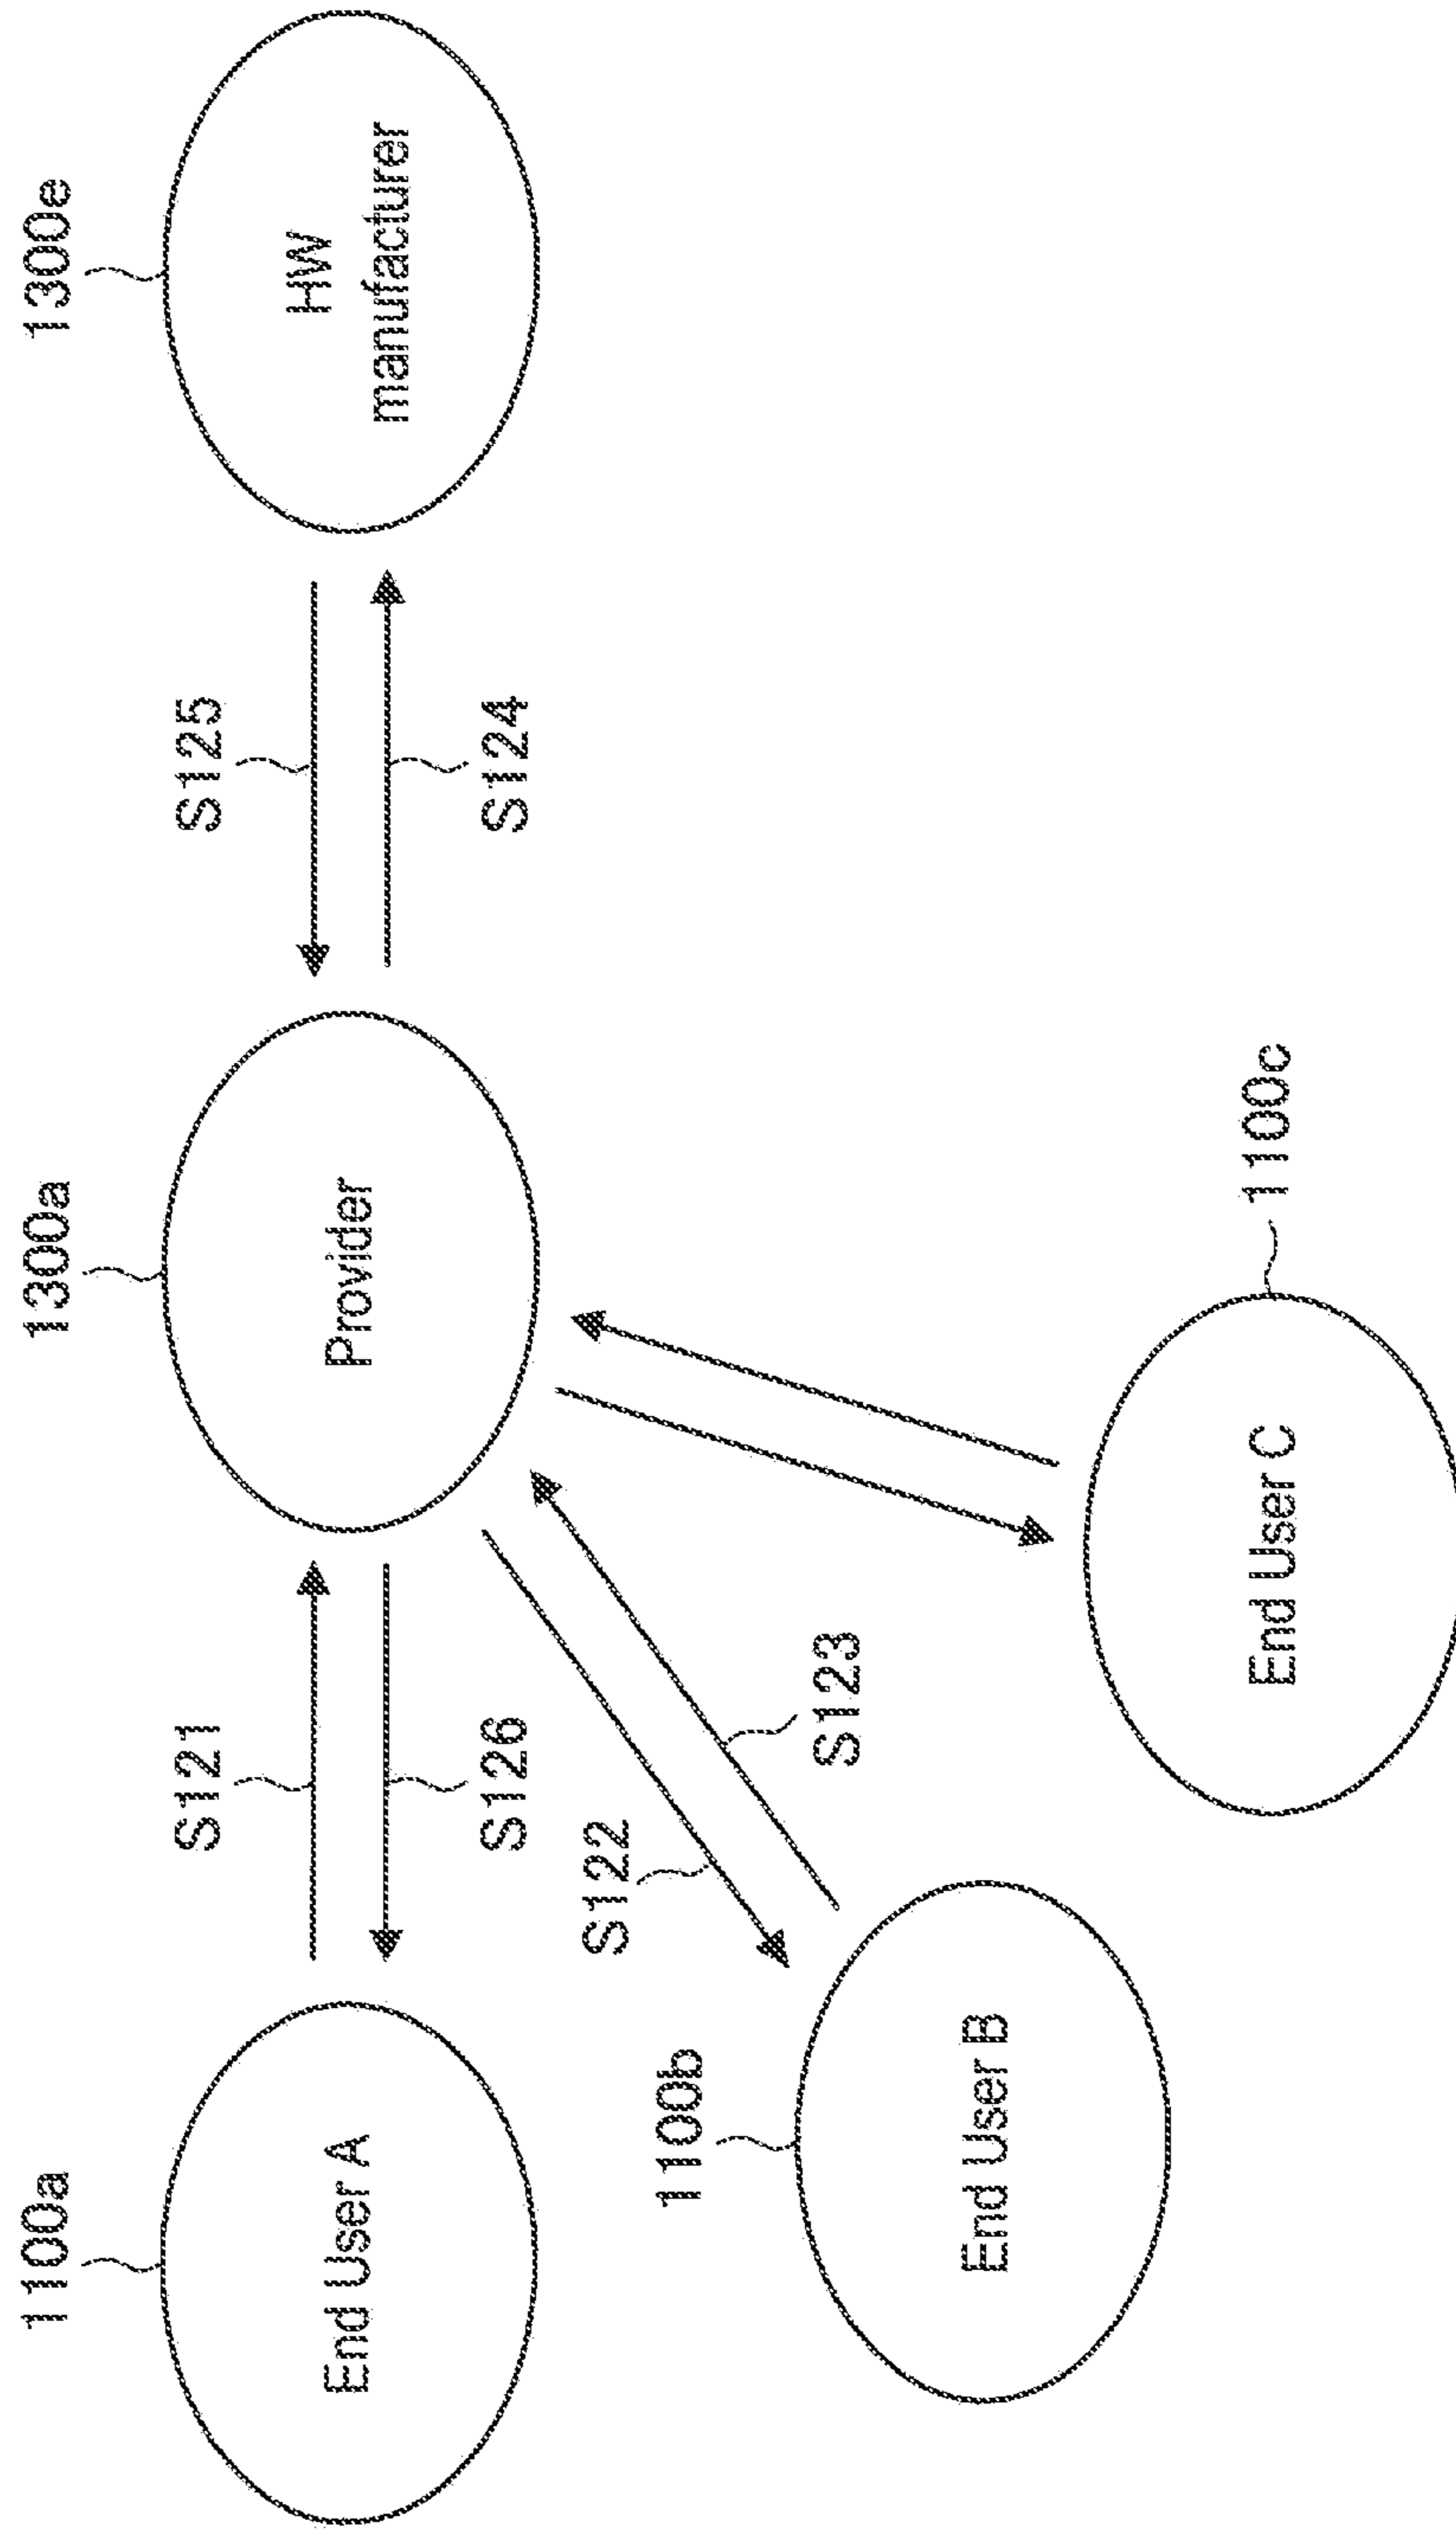 1100a
End User A
S121
S126
1300a
Provider
S125
S124
1300e
HW
manufacturer
S122
S123
1100b
End User B
1100c
End User C